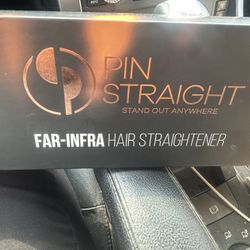 PIN
STRAIGHT
STAND OUT ANYWHERE
FAR-INFRA HAIR STRAIGHTENER